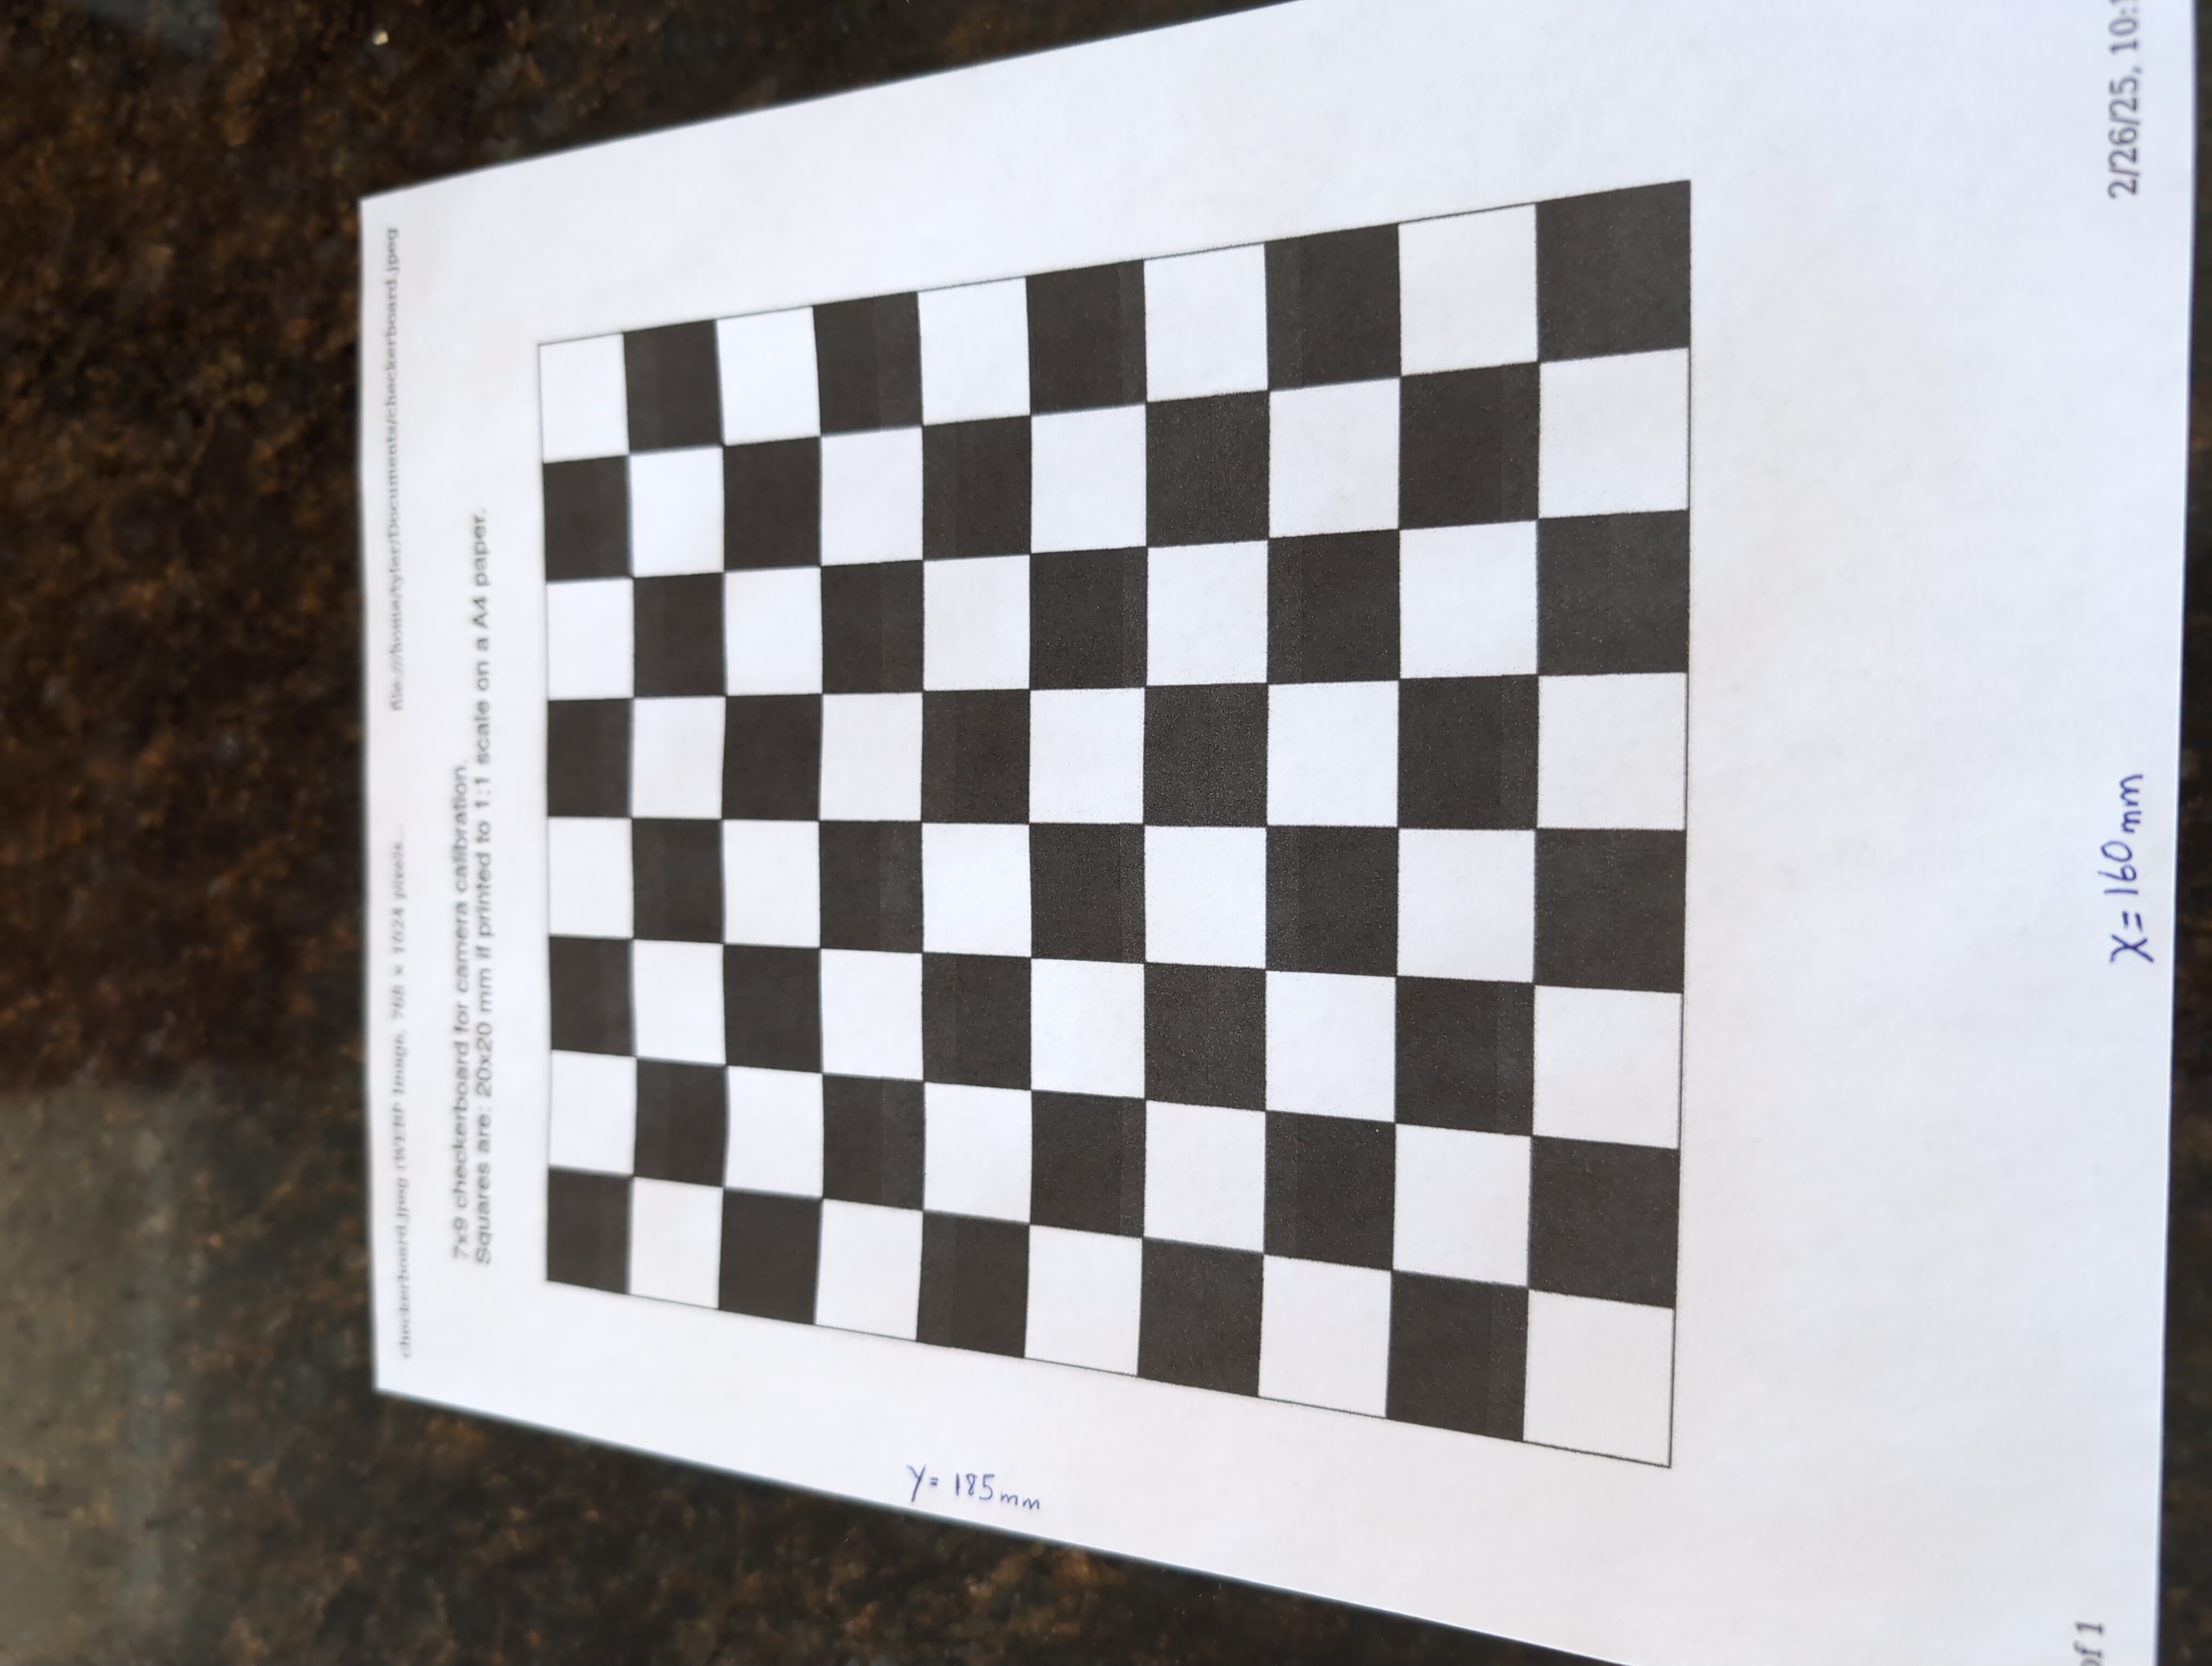 checkerboard.jpeg (WEBP Image, 768 × 1024 pixels... file:///home/tyler/Documents/checkerboard.jpeg
7x9 checkerboard for camera calibration.
Squares are: 20x20 mm if printed to 1:1 scale on a A4 paper.
Y = 185mm
of 1
X = 160mm
2/26/25, 10:1